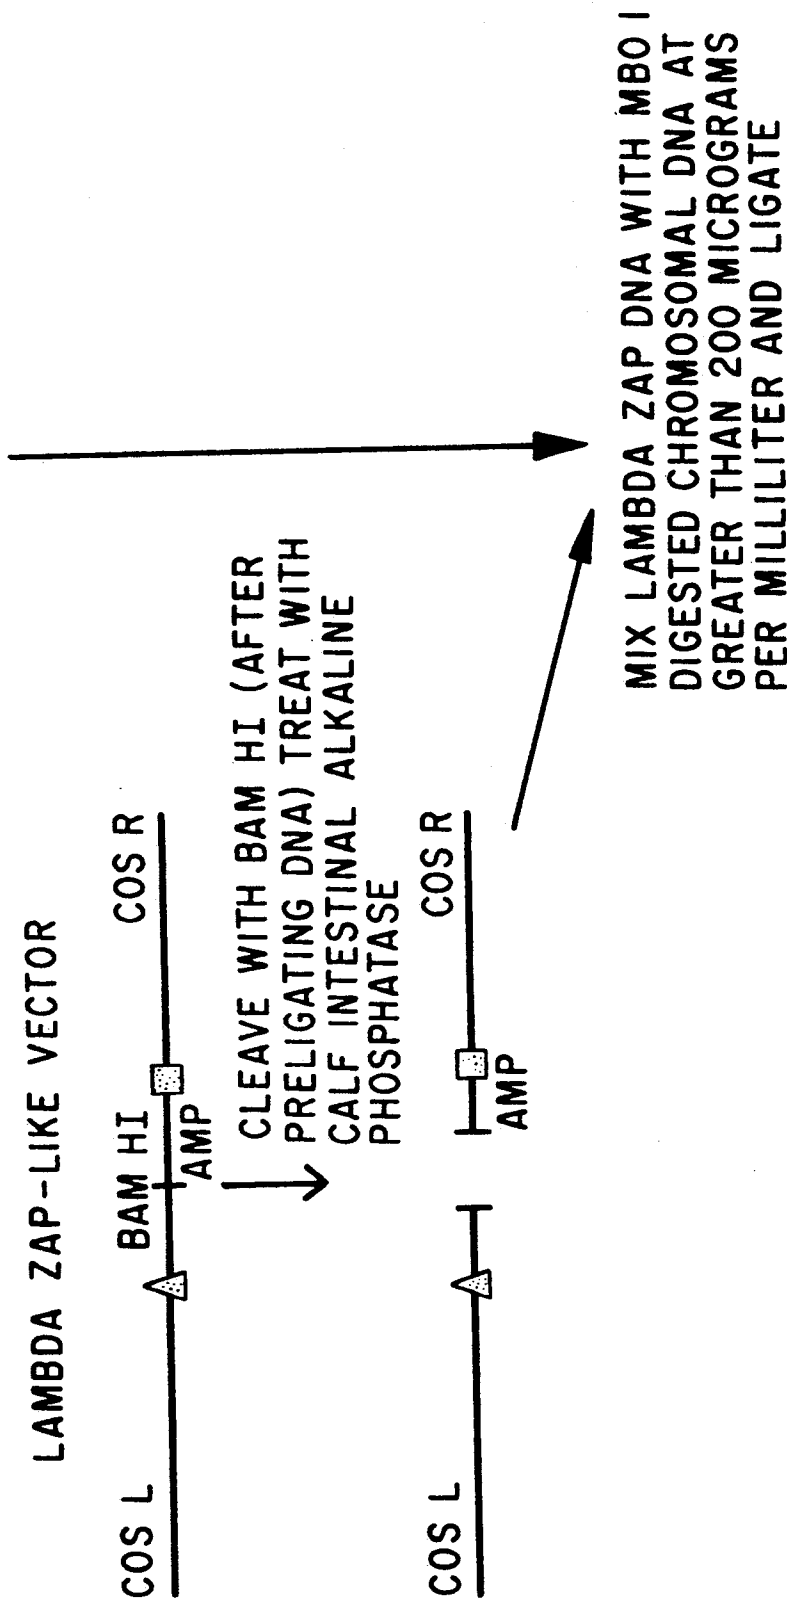 LAMBDA ZAP-LIKE VECTOR
COS L
BAM HI
AMP
COS R
CLEAVE WITH BAM HI (AFTER
PRELIGATING DNA) TREAT WITH
CALF INTESTINAL ALKALINE
PHOSPHATASE
COS L
AMP
COS R
MIX LAMBDA ZAP DNA WITH MBO I
DIGESTED CHROMOSOMAL DNA AT
GREATER THAN 200 MICROGRAMS
PER MILLILITER AND LIGATE